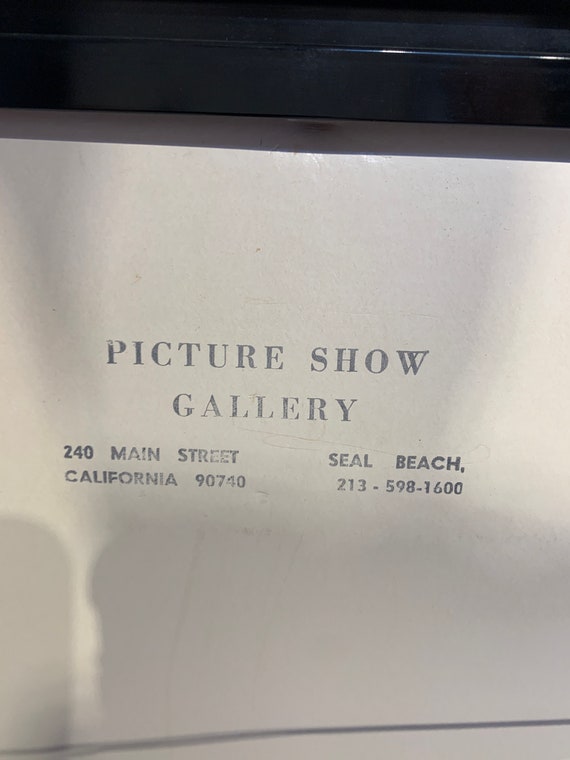 PICTURE SHOW
GALLERY
240 MAIN STREET SEAL BEACH,
CALIFORNIA 90740 213-598-1600